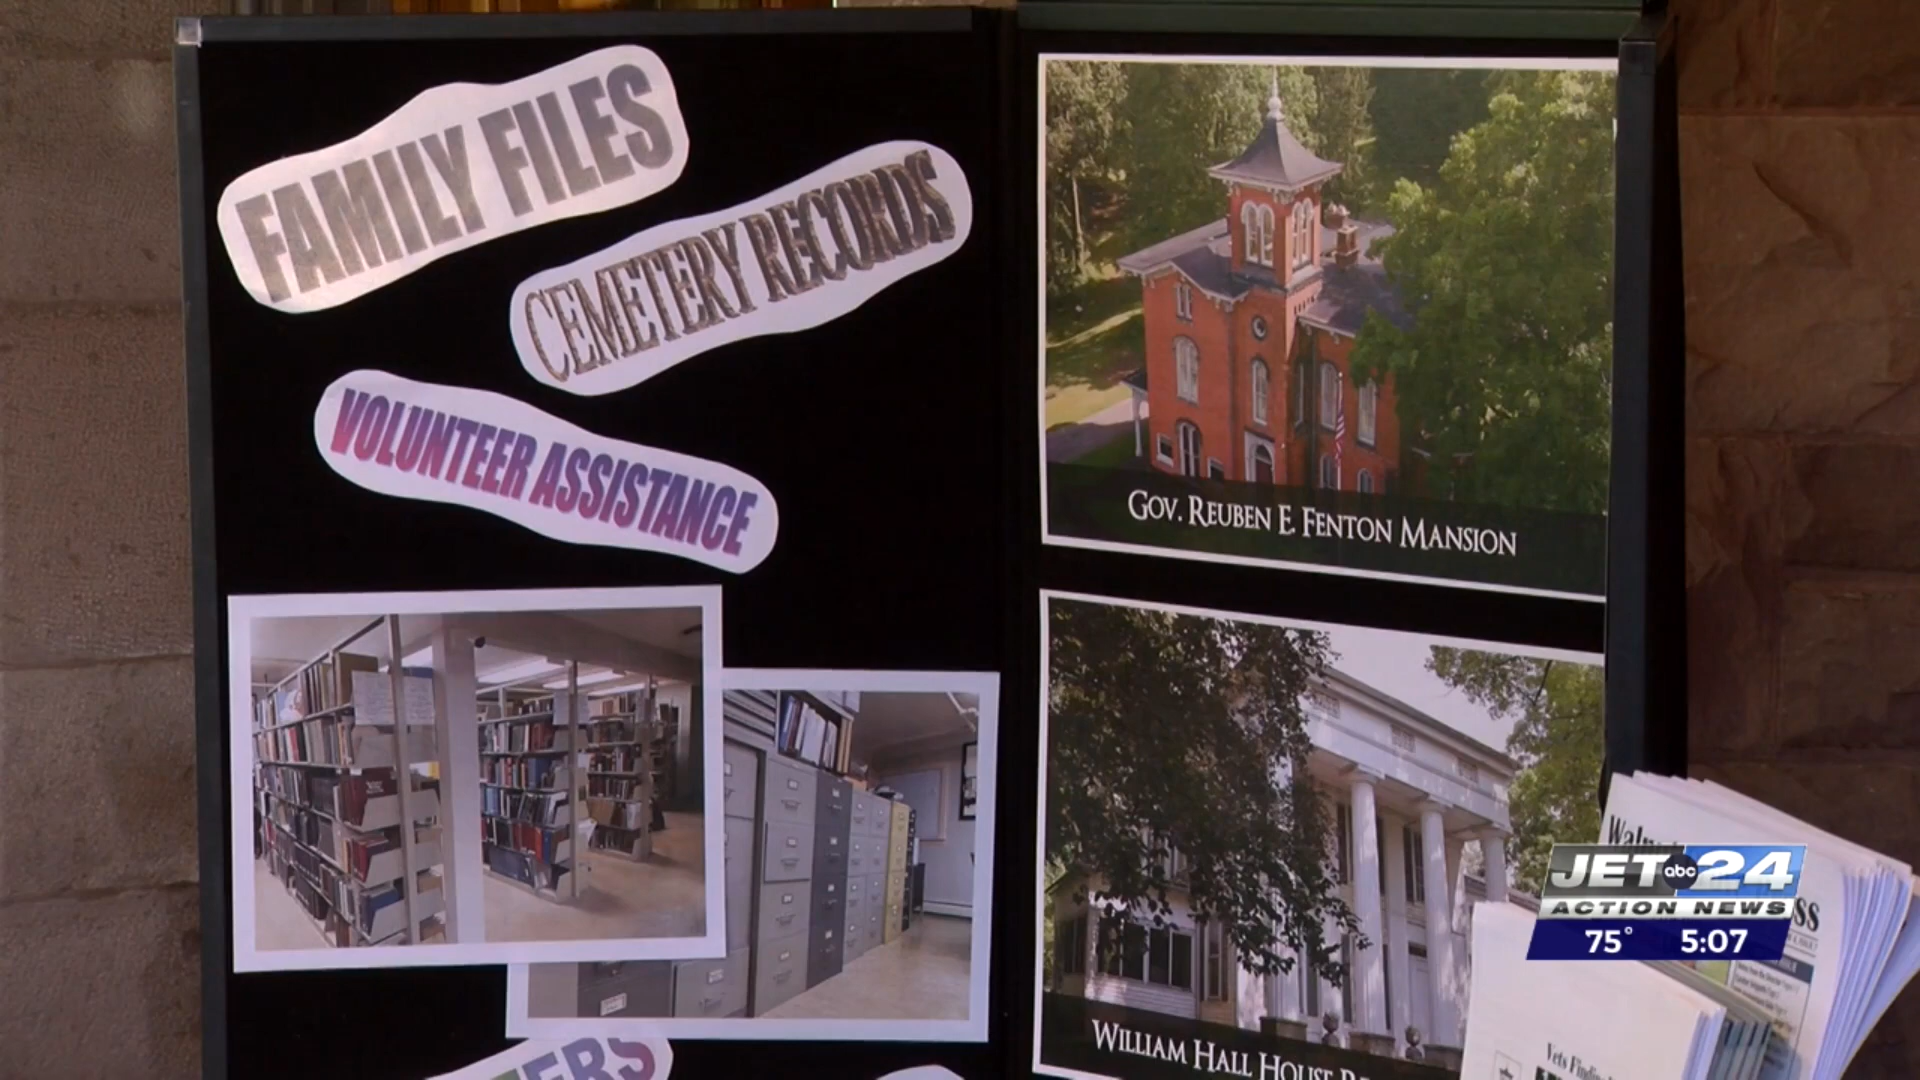 FAMILY FILES
CEMETERY RECORDS
VOLUNTEER ASSISTANCE
GOV. REUBEN E. FENTON MANSION
WILLIAM HALL HOUSE
JET abc 24
ACTION NEWS
75° 5:07